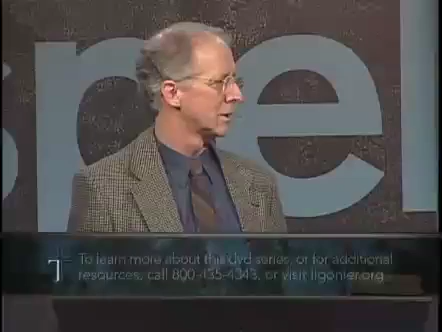 spel
To learn more about this dvd series, or for additional
resources, call 800-435-4343, or visit ligonier.org